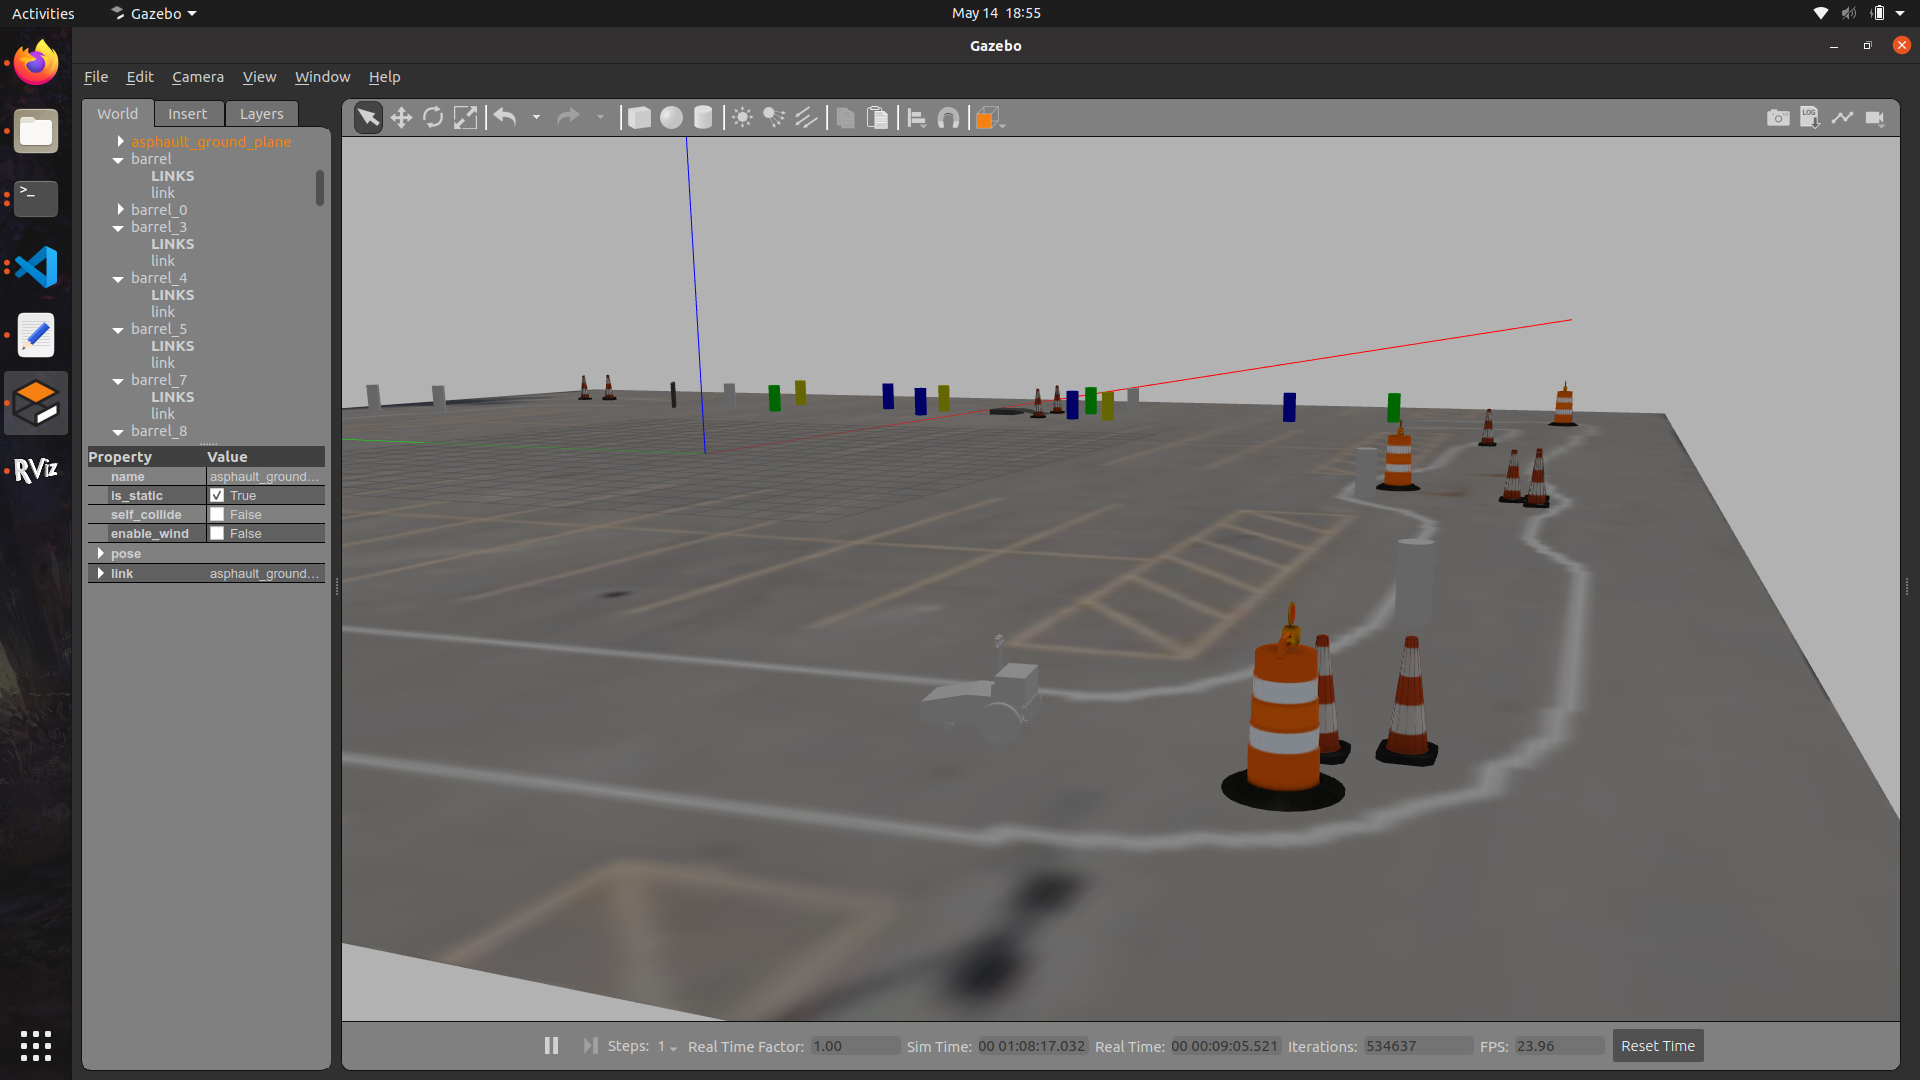 Activities Gazebo May 14 18:55
Gazebo
File Edit Camera View Window Help
World Insert Layers
asphault_ground_plane
barrel
LINKS
link
barrel_0
barrel_3
LINKS
link
barrel_4
LINKS
link
barrel_5
LINKS
link
barrel_7
LINKS
link
barrel_8
Property Value
name asphault_ground...
is_static True
self_collide False
enable_wind False
pose
link asphault_ground...
>_
RViz
LOG
Steps: 1 Real Time Factor: 1.00 Sim Time: 00 01:08:17.032 Real Time: 00 00:09:05.521 Iterations: 534637 FPS: 23.96 Reset Time